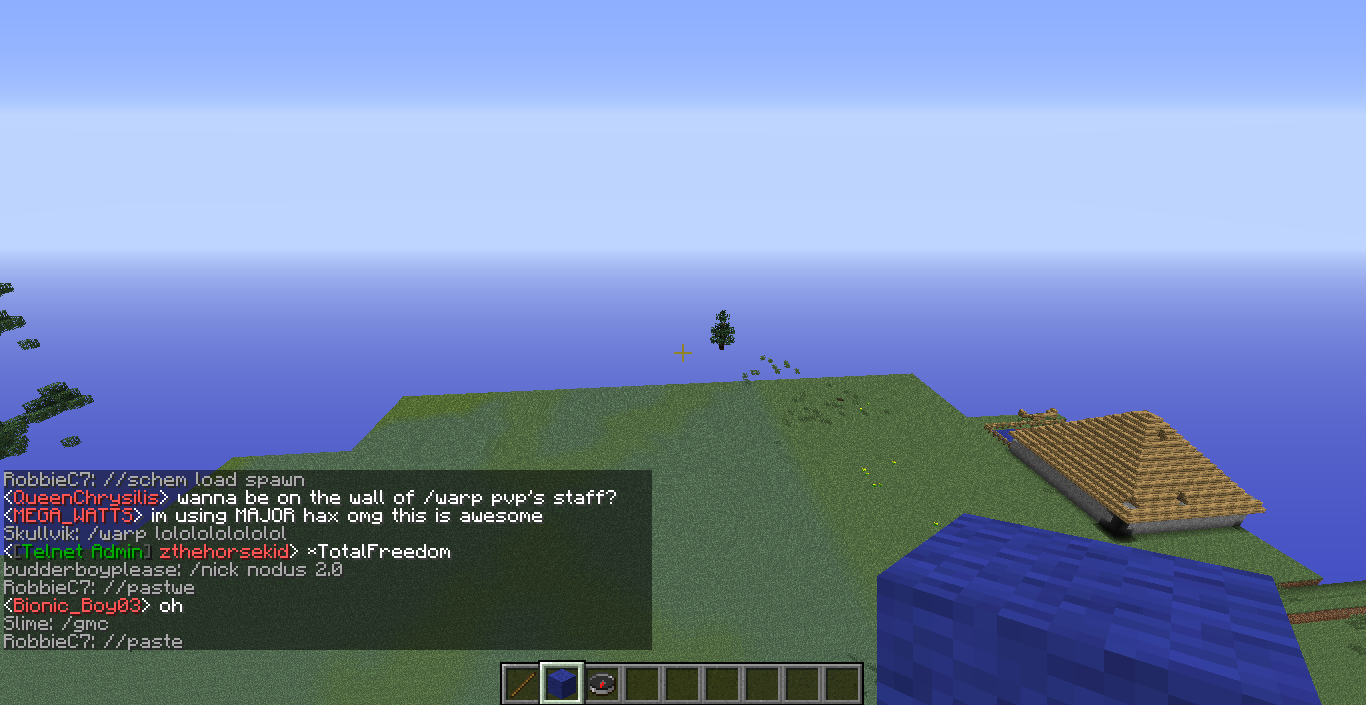 RobbieC7: //schem load spawn
<QueenChrysilis> wanna be on the wall of /warp pvp's staff?
<MEGA_WATTS> im using MAJOR hax omg this is awesome
Skullvik: /warp lolololololololol
<[Telnet Admin] zthehorsekid> *TotalFreedom
budderboyplease: /nick nodus 2.0
RobbieC7: //pastwe
<Bionic_Boy03> oh
Slime: /gmc
RobbieC7: //paste